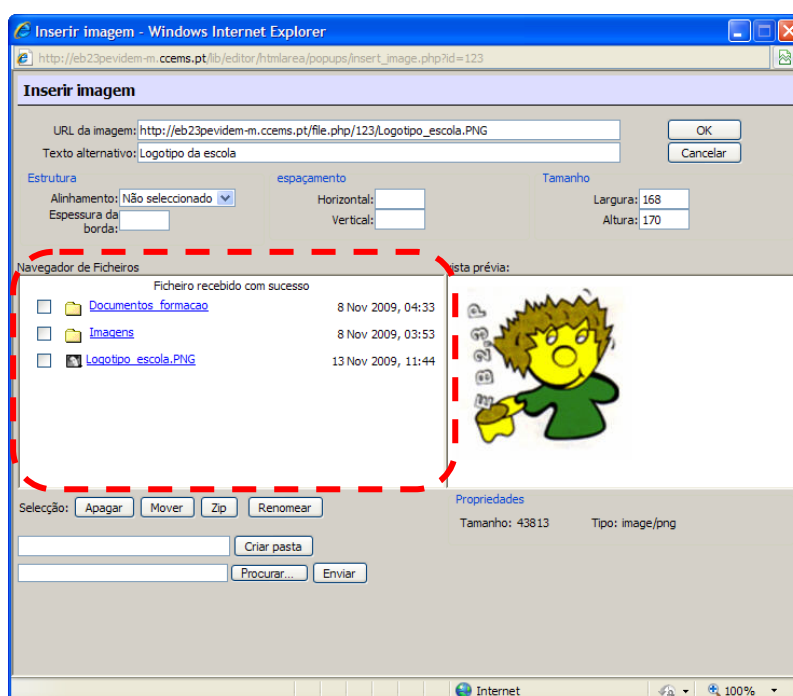 Inserir imagem - Windows Internet Explorer
http://eb23pevidem-m.ccems.pt/lib/editor/htmlarea/popups/insert_image.php?id=123
Inserir imagem
URL da imagem: http://eb23pevidem-m.ccems.pt/file.php/123/Logotipo_escola.PNG OK
Texto alternativo: Logotipo da escola Cancelar
Estrutura espaçamento Tamanho
Alinhamento: Não seleccionado Horizontal: Largura: 168
Espessura da borda: Vertical: Altura: 170
Navegador de Ficheiros vista prévia:
Ficheiro recebido com sucesso
Documentos_formacao 8 Nov 2009, 04:33
Imagens 8 Nov 2009, 03:53
Logotipo_escola.PNG 13 Nov 2009, 11:44
E B 2,3 P
Selecção: Apagar Mover Zip Renomear
Propriedades
Tamanho: 43813 Tipo: image/png
Criar pasta
Procurar... Enviar
Internet 100%